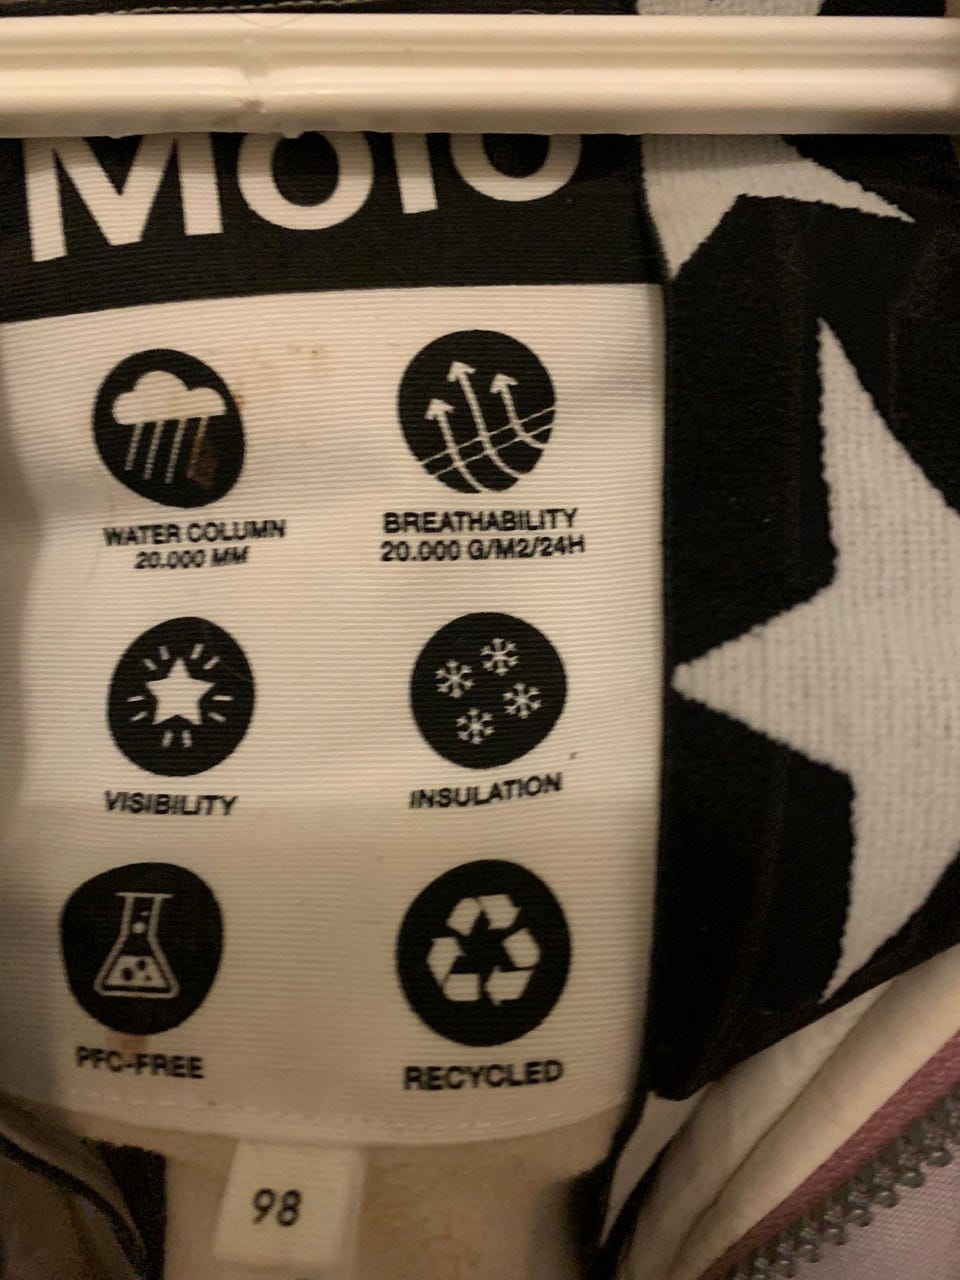 Molo
WATER COLUMN
20.000 MM
BREATHABILITY
20.000 G/M2/24H
VISIBILITY
INSULATION
PFC-FREE
RECYCLED
98